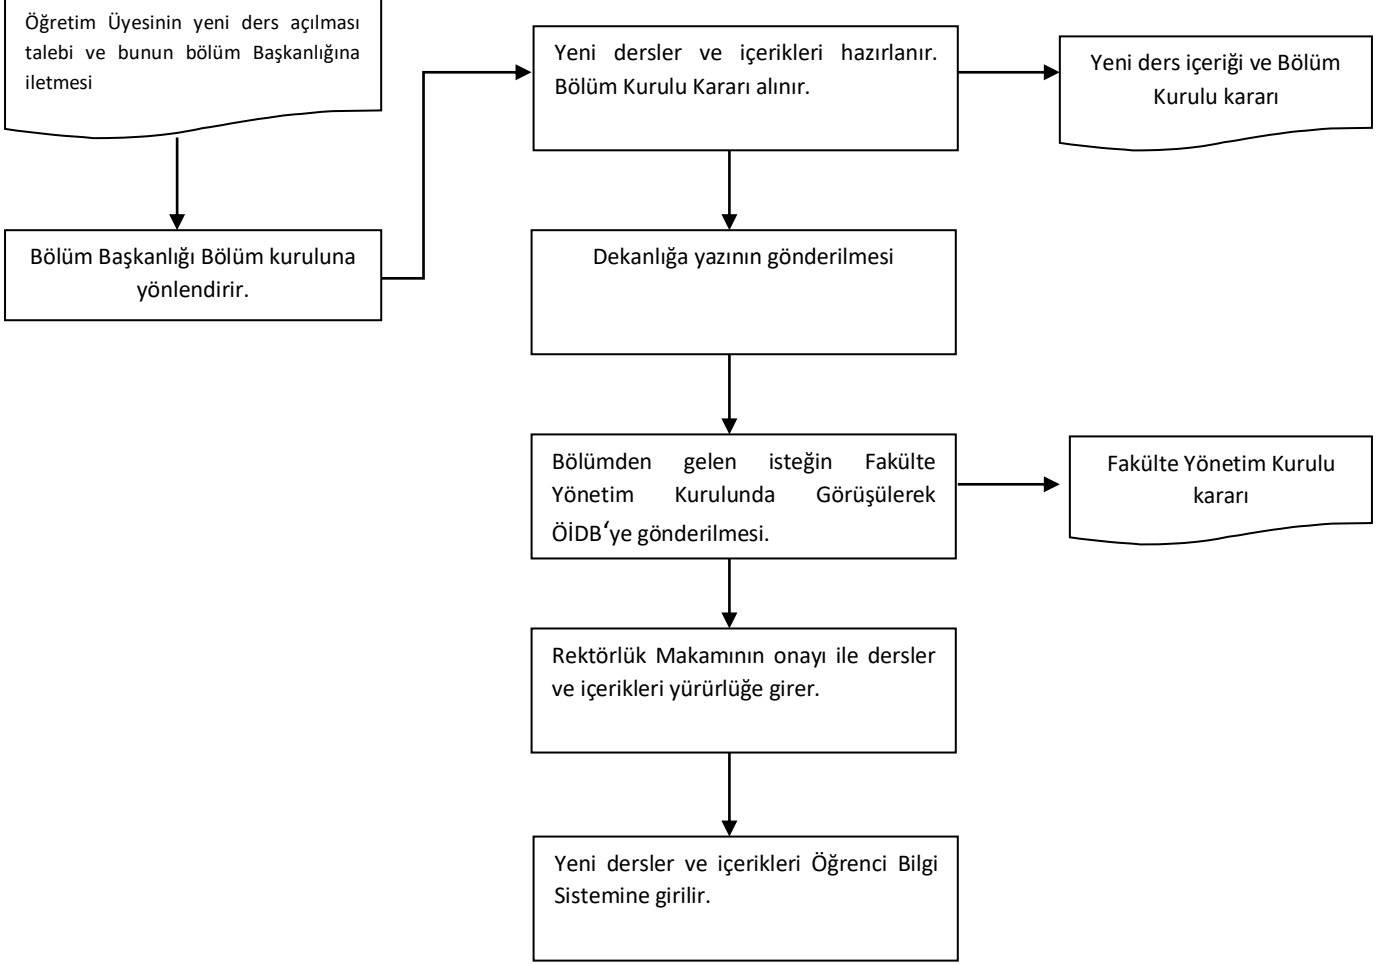 Öğretim Üyesinin yeni ders açılması
talebi ve bunun bölüm Başkanlığına
iletmesi
Bölüm Başkanlığı Bölüm kuruluna
yönlendirir.
Yeni dersler ve içerikleri hazırlanır.
Bölüm Kurulu Kararı alınır.
Yeni ders içeriği ve Bölüm
Kurulu kararı
Dekanlığa yazının gönderilmesi
Bölümden gelen isteğin Fakülte
Yönetim Kurulunda Görüşülerek
ÖİDB‘ye gönderilmesi.
Fakülte Yönetim Kurulu
kararı
Rektörlük Makamının onayı ile dersler
ve içerikleri yürürlüğe girer.
Yeni dersler ve içerikleri Öğrenci Bilgi
Sistemine girilir.